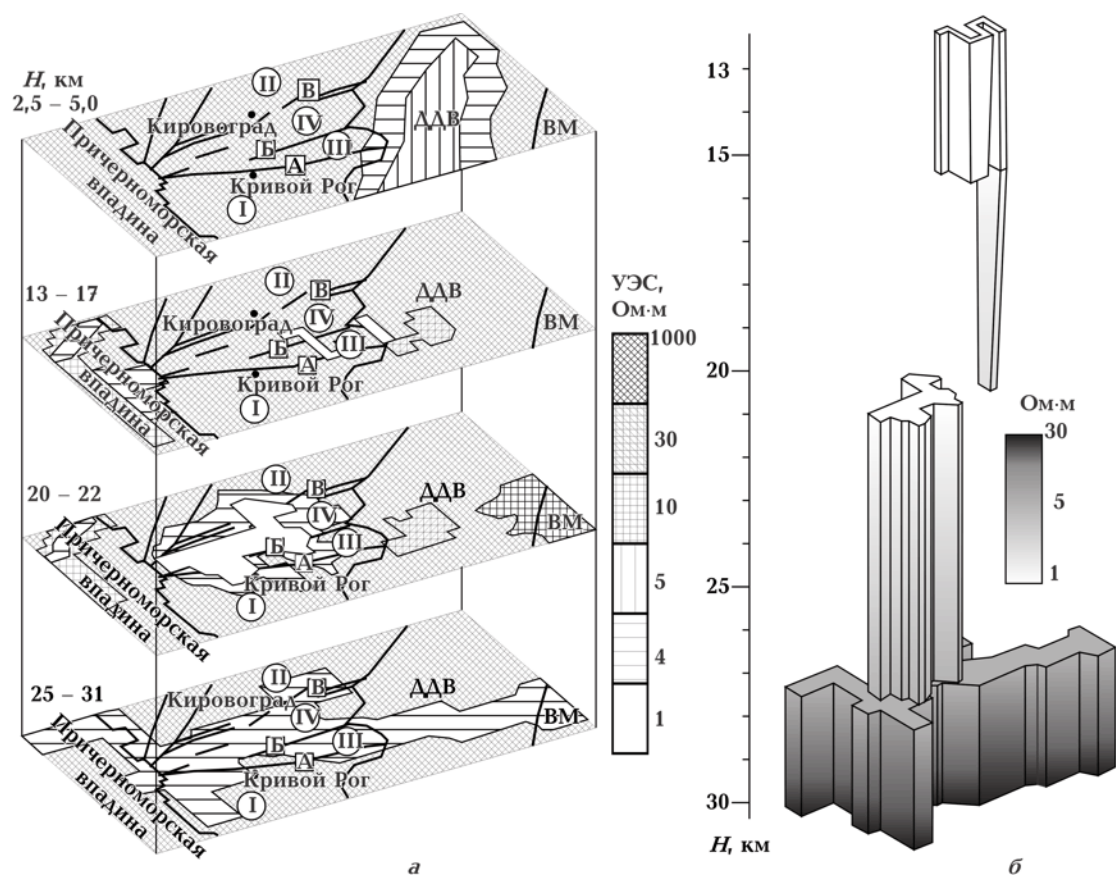 Н, км
2,5 – 5,0
II
В
Кировоград
IV
ДДВ
ВМ
Б
III
А
Кривой Рог
I
Причерноморская
впадина
13 – 17
II
В
ДДВ
Кировоград
IV
ВМ
Б
III
А
Кривой Рог
I
Причерноморская
впадина
20 – 22
II
В
ДДВ
IV
ВМ
Б
III
А
Кривой Рог
I
Причерноморская
впадина
25 – 31
II
ДДВ
Кировоград
В
IV
ВМ
Б
III
А
Кривой Рог
I
Причерноморская
впадина
а
УЭС,
Ом·м
1000
30
10
5
4
1
13
15
20
25
30
Н, км
Ом·м
30
5
1
б